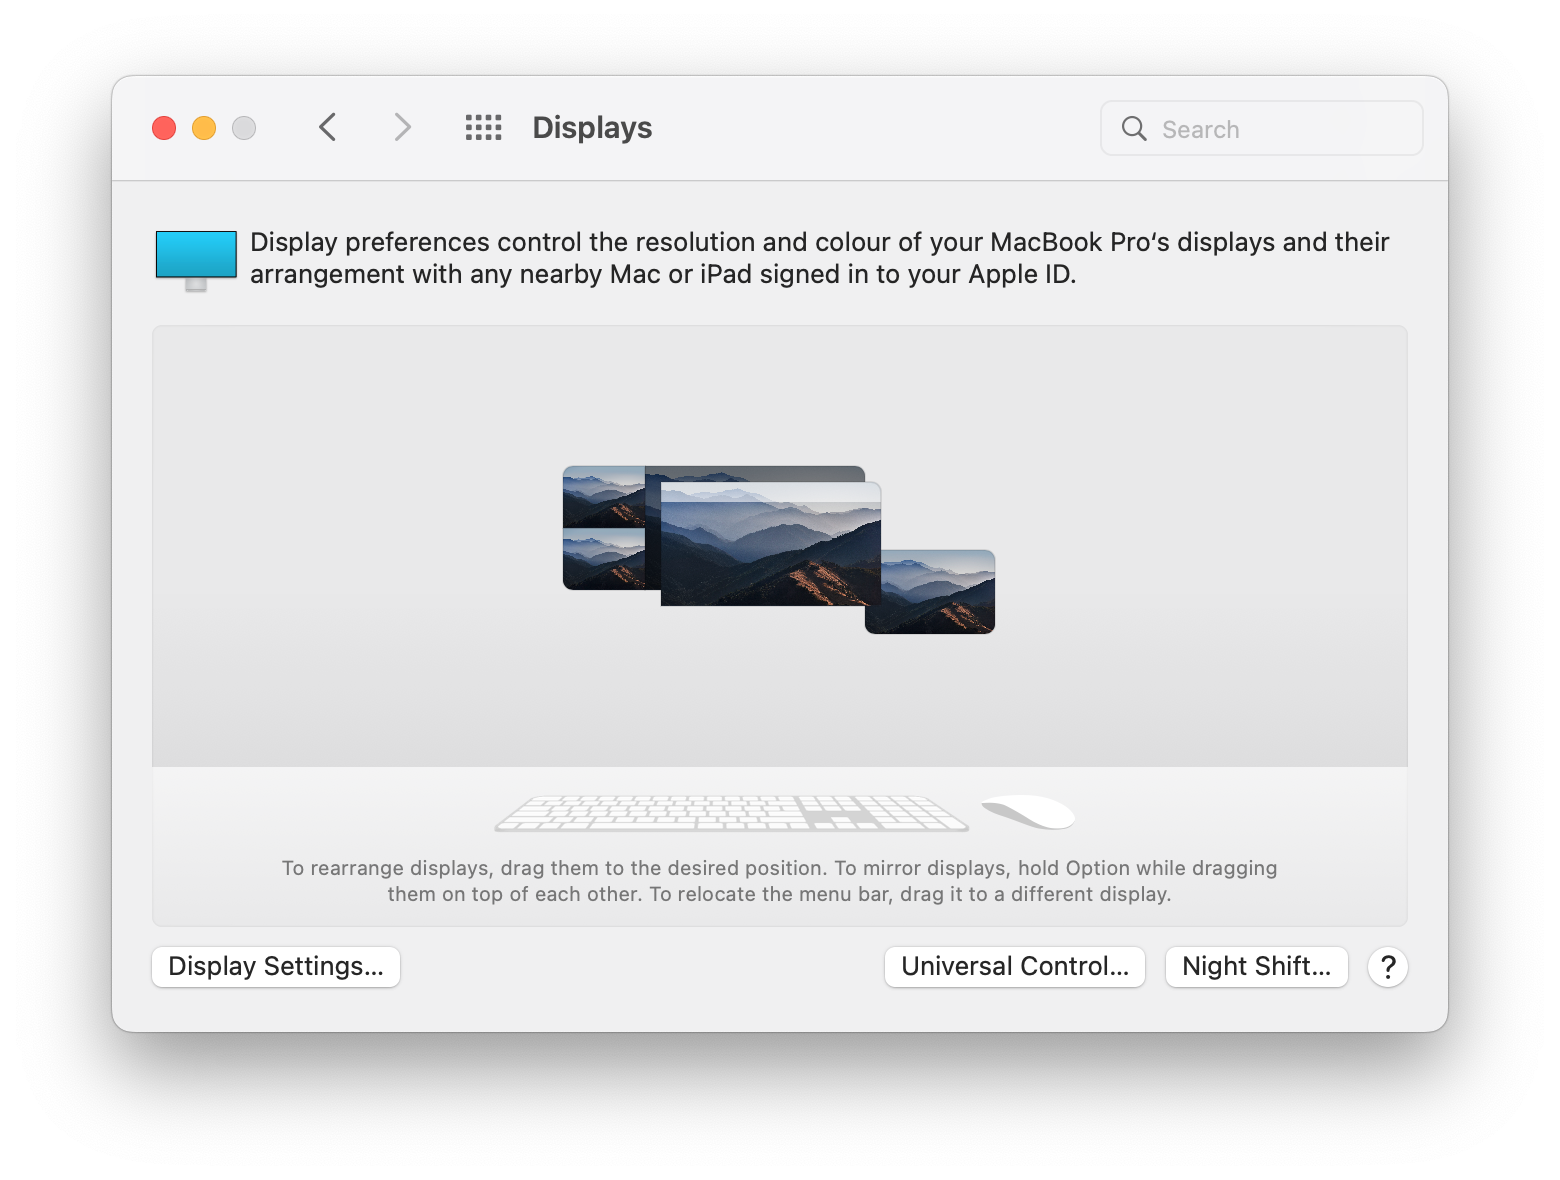 Displays
Search
Display preferences control the resolution and colour of your MacBook Pro‘s displays and their
arrangement with any nearby Mac or iPad signed in to your Apple ID.
To rearrange displays, drag them to the desired position. To mirror displays, hold Option while dragging
them on top of each other. To relocate the menu bar, drag it to a different display.
Display Settings...
Universal Control...
Night Shift...
?